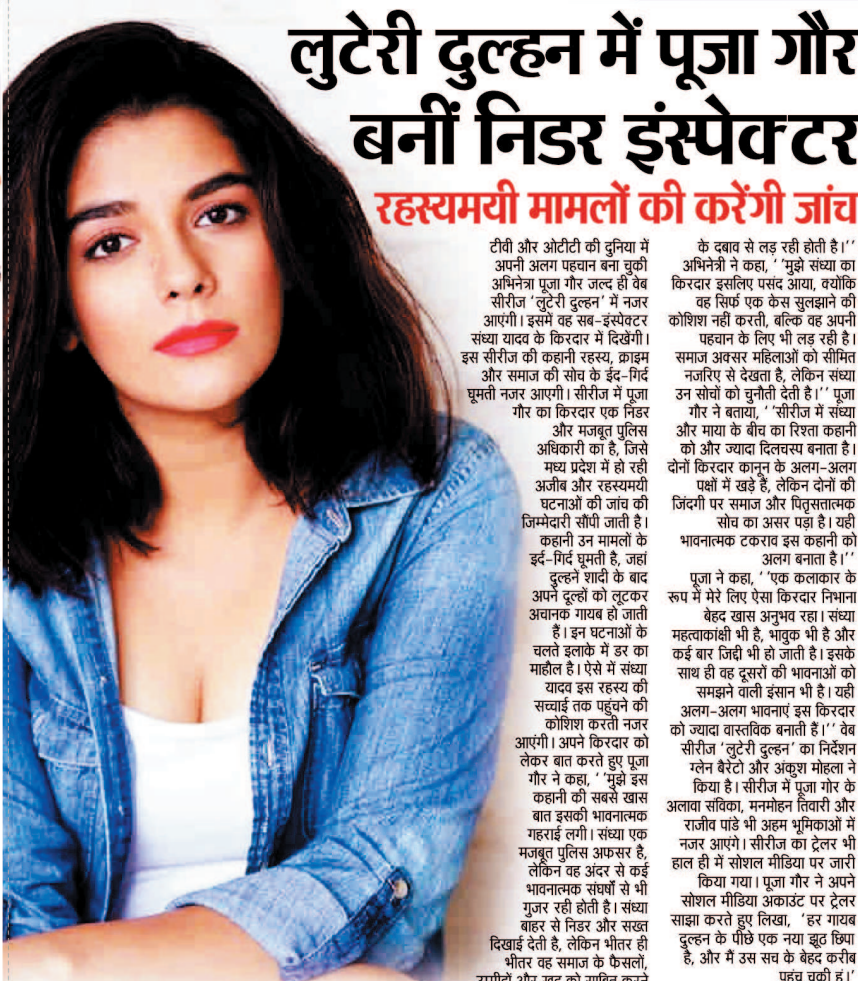 लुटेरी दुल्हन में पूजा गौर
बनीं निडर इंस्पेक्टर
रहस्यमयी मामलों की करेंगी जांच
टीवी और ओटीटी की दुनिया में
अपनी अलग पहचान बना चुकी
अभिनेत्रा पूजा गौर जल्द ही वेब
सीरीज 'लुटेरी दुल्हन' में नजर
आएंगी। इसमें वह सब-इंस्पेक्टर
संध्या यादव के किरदार में दिखेंगी।
इस सीरीज की कहानी रहस्य, क्राइम
और समाज की सोच के ईद-गिर्द
घूमती नजर आएगी। सीरीज में पूजा
गौर का किरदार एक निडर
और मजबूत पुलिस
अधिकारी का है, जिसे
मध्य प्रदेश में हो रही
अजीब और रहस्यमयी
घटनाओं की जांच की
जिम्मेदारी सौंपी जाती है।
कहानी उन मामलों के
इर्द-गिर्द घूमती है, जहां
दुल्हनें शादी के बाद
अपने दूल्हों को लूटकर
अचानक गायब हो जाती
हैं। इन घटनाओं के
चलते इलाके में डर का
माहौल है। ऐसे में संध्या
यादव इस रहस्य की
सच्चाई तक पहुंचने की
कोशिश करती नजर
आएंगी। अपने किरदार को
लेकर बात करते हुए पूजा
गौर ने कहा, ''मुझे इस
कहानी की सबसे खास
बात इसकी भावनात्मक
गहराई लगी। संध्या एक
मजबूत पुलिस अफसर है,
लेकिन वह अंदर से कई
भावनात्मक संघर्षों से भी
गुजर रही होती है। संध्या
बाहर से निडर और सख्त
दिखाई देती है, लेकिन भीतर ही
भीतर वह समाज के फैसलों,
उम्मीदों और खुद को साबित करने
के दबाव से लड़ रही होती है।''
अभिनेत्री ने कहा, ''मुझे संध्या का
किरदार इसलिए पसंद आया, क्योंकि
वह सिर्फ एक केस सुलझाने की
कोशिश नहीं करती, बल्कि वह अपनी
पहचान के लिए भी लड़ रही है।
समाज अक्सर महिलाओं को सीमित
नजरिए से देखता है, लेकिन संध्या
उन सोचों को चुनौती देती है।'' पूजा
गौर ने बताया, ''सीरीज में संध्या
और माया के बीच का रिश्ता कहानी
को और ज्यादा दिलचस्प बनाता है।
दोनों किरदार कानून के अलग-अलग
पक्षों में खड़े हैं, लेकिन दोनों की
जिंदगी पर समाज और पितृसत्तात्मक
सोच का असर पड़ा है। यही
भावनात्मक टकराव इस कहानी को
अलग बनाता है।''
पूजा ने कहा, ''एक कलाकार के
रूप में मेरे लिए ऐसा किरदार निभाना
बेहद खास अनुभव रहा। संध्या
महत्वाकांक्षी भी है, भावुक भी है और
कई बार जिद्दी भी हो जाती है। इसके
साथ ही वह दूसरों की भावनाओं को
समझने वाली इंसान भी है। यही
अलग-अलग भावनाएं इस किरदार
को ज्यादा वास्तविक बनाती हैं।'' वेब
सीरीज 'लुटेरी दुल्हन' का निर्देशन
ग्लेन बैरेटो और अंकुश मोहला ने
किया है। सीरीज में पूजा गोर के
अलावा संविका, मनमोहन तिवारी और
राजीव पांडे भी अहम भूमिकाओं में
नजर आएंगे। सीरीज का ट्रेलर भी
हाल ही में सोशल मीडिया पर जारी
किया गया। पूजा गौर ने अपने
सोशल मीडिया अकाउंट पर ट्रेलर
साझा करते हुए लिखा, 'हर गायब
दुल्हन के पीछे एक नया झूठ छिपा
है, और मैं उस सच के बेहद करीब
पहुंच चुकी हूं।'